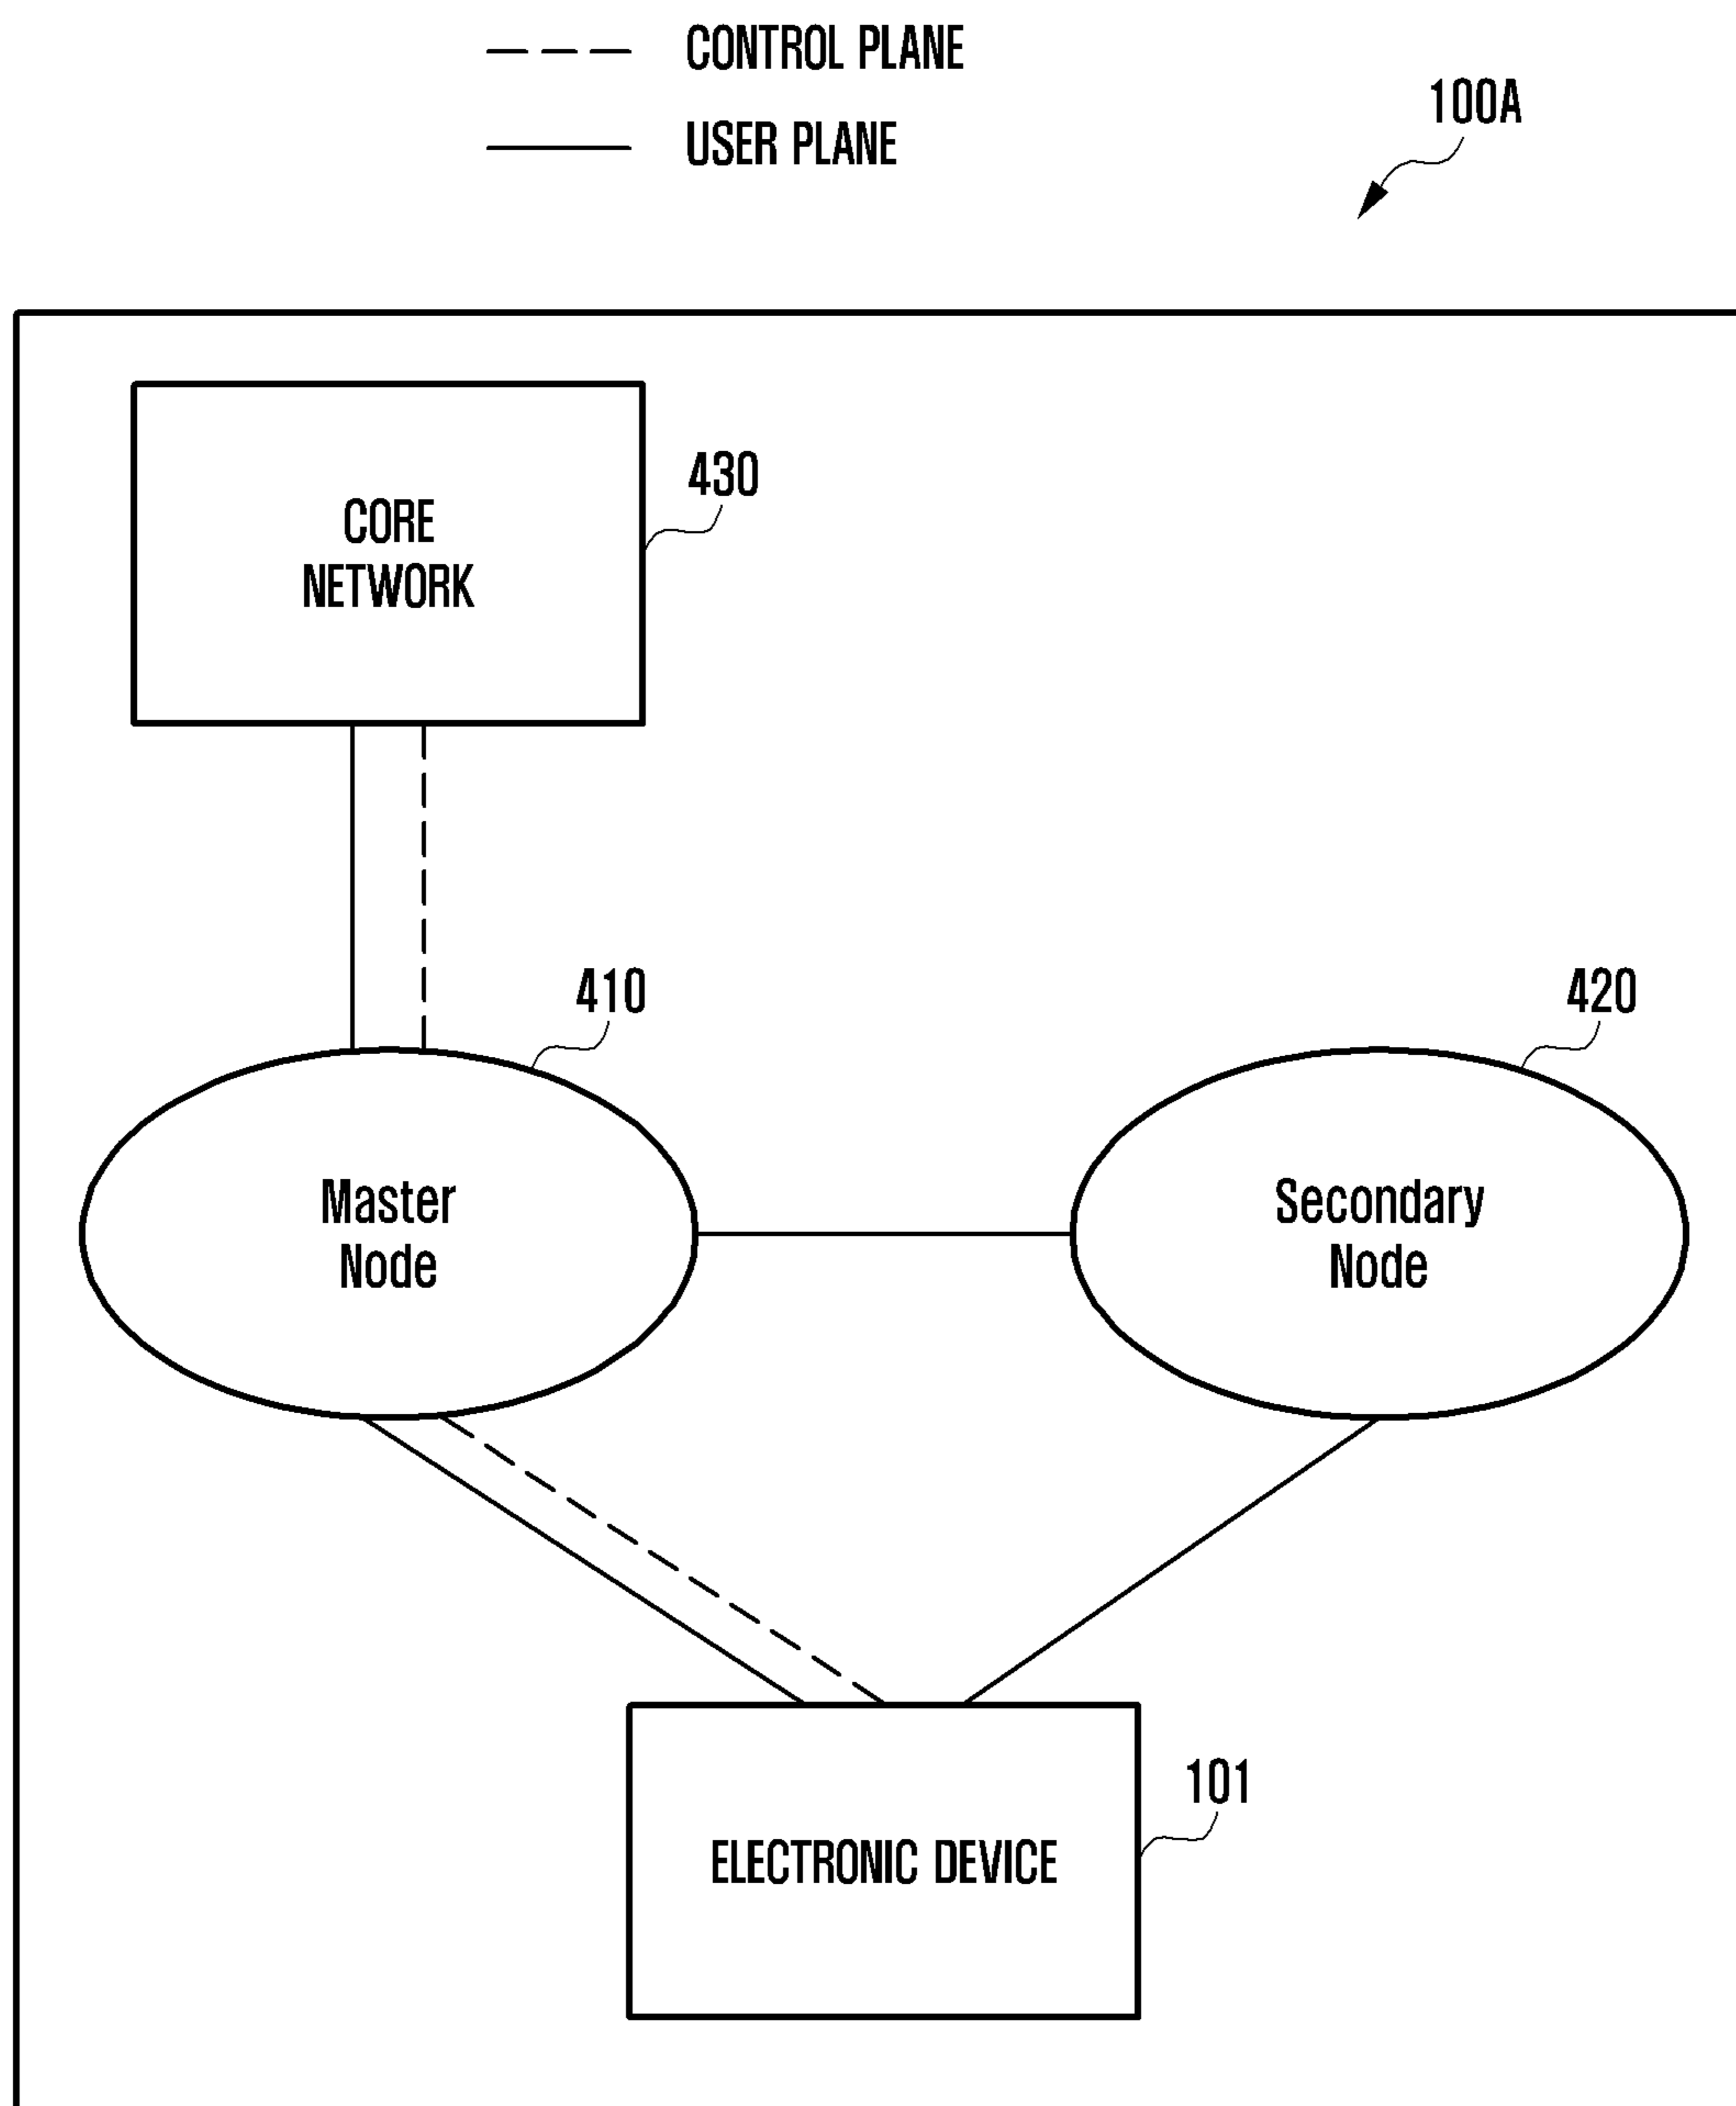 CONTROL PLANE
USER PLANE
100A
CORE
NETWORK
430
410
420
Master
Node
Secondary
Node
101
ELECTRONIC DEVICE